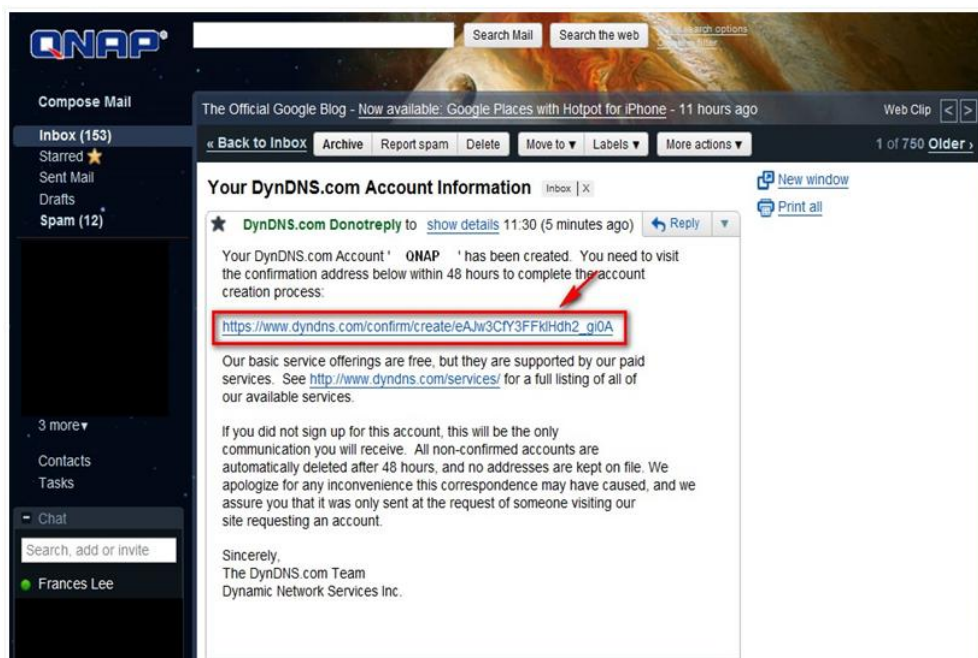 QNAP
Search Mail
Search the web
search options
filter
Compose Mail
The Official Google Blog - Now available: Google Places with Hotpot for iPhone - 11 hours ago
Web Clip < >
Inbox (153)
« Back to Inbox Archive Report spam Delete Move to ▼ Labels ▼ More actions ▼ 1 of 750 Older ›
Starred
Sent Mail
Drafts
Spam (12)
Your DynDNS.com Account Information Inbox | X
New window
Print all
DynDNS.com Donotreply to show details 11:30 (5 minutes ago) Reply ▼
Your DynDNS.com Account ' QNAP ' has been created. You need to visit
the confirmation address below within 48 hours to complete the account
creation process:
https://www.dyndns.com/confirm/create/eAJw3CfY3FFklHdh2_gi0A
Our basic service offerings are free, but they are supported by our paid
services. See http://www.dyndns.com/services/ for a full listing of all of
our available services.
If you did not sign up for this account, this will be the only
communication you will receive. All non-confirmed accounts are
automatically deleted after 48 hours, and no addresses are kept on file. We
apologize for any inconvenience this correspondence may have caused, and we
assure you that it was only sent at the request of someone visiting our
site requesting an account.
Sincerely,
The DynDNS.com Team
Dynamic Network Services Inc.
3 more▼
Contacts
Tasks
- Chat
Search, add or invite
Frances Lee